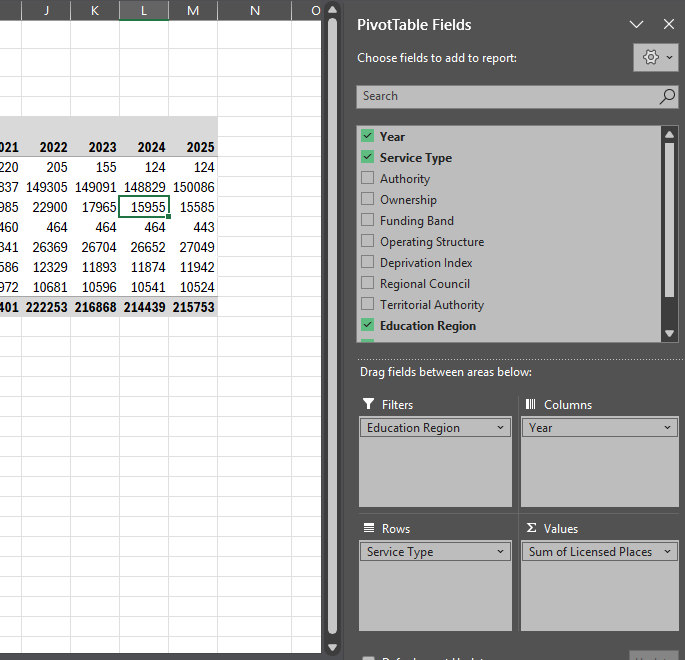 J K L M N O
PivotTable Fields
Choose fields to add to report:
Search
021 2022 2023 2024 2025
220 205 155 124 124
837 149305 149091 148829 150086
985 22900 17965 15955 15585
460 464 464 464 443
341 26369 26704 26652 27049
586 12329 11893 11874 11942
972 10681 10596 10541 10524
401 222253 216868 214439 215753
Year
Service Type
Authority
Ownership
Funding Band
Operating Structure
Deprivation Index
Regional Council
Territorial Authority
Education Region
Drag fields between areas below:
Filters
Education Region
Columns
Year
Rows
Service Type
Σ Values
Sum of Licensed Places